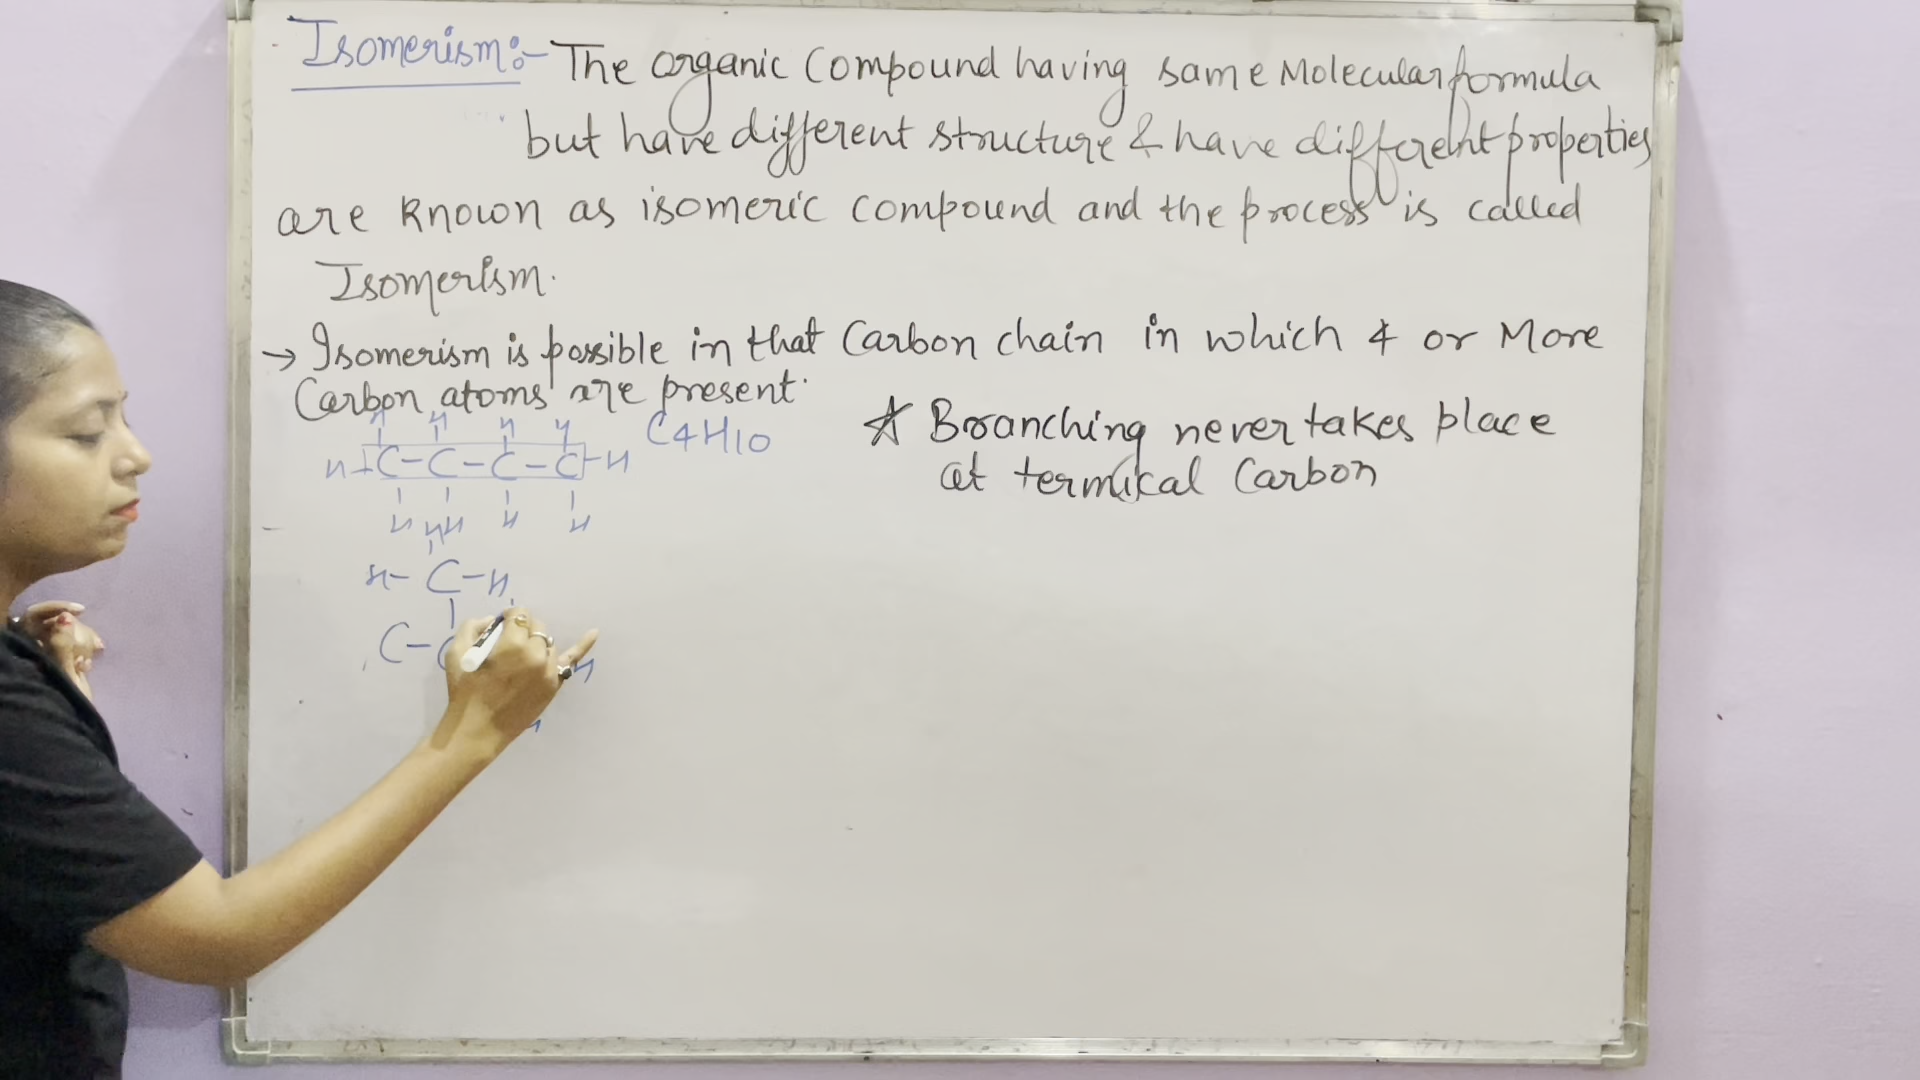 Isomerism:- The organic Compound having same Molecular formula
but have different structure & have different properties
are known as isomeric compound and the process is called
Isomerism.
→ Isomerism is possible in that Carbon chain in which 4 or More
Carbon atoms are present.
H H H H
H-C-C-C-C-H
H H H H
C4H10
☆ Branching never takes place
at termical Carbon
H
H-C-H
C-C
H
H